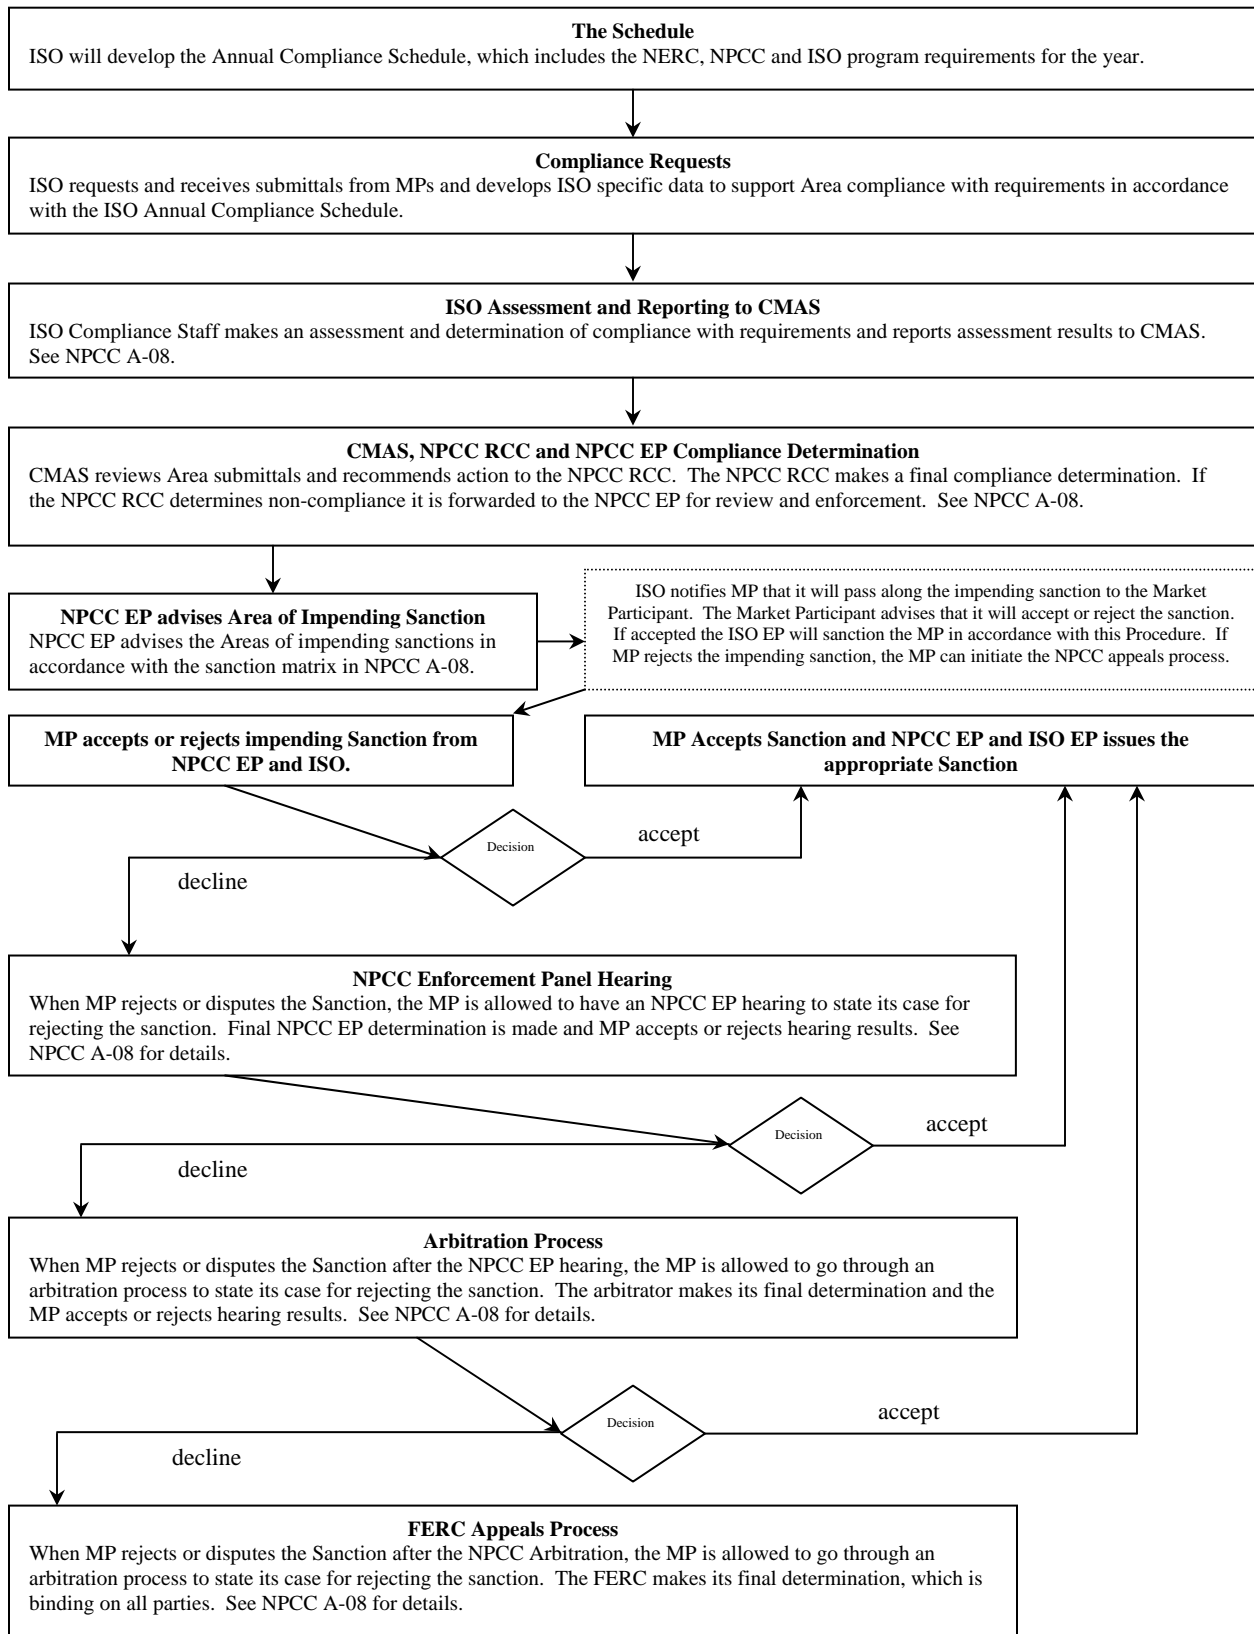 The Schedule
ISO will develop the Annual Compliance Schedule, which includes the NERC, NPCC and ISO program requirements for the year.
Compliance Requests
ISO requests and receives submittals from MPs and develops ISO specific data to support Area compliance with requirements in accordance
with the ISO Annual Compliance Schedule.
ISO Assessment and Reporting to CMAS
ISO Compliance Staff makes an assessment and determination of compliance with requirements and reports assessment results to CMAS.
See NPCC A-08.
CMAS, NPCC RCC and NPCC EP Compliance Determination
CMAS reviews Area submittals and recommends action to the NPCC RCC. The NPCC RCC makes a final compliance determination. If
the NPCC RCC determines non-compliance it is forwarded to the NPCC EP for review and enforcement. See NPCC A-08.
NPCC EP advises Area of Impending Sanction
NPCC EP advises the Areas of impending sanctions in
accordance with the sanction matrix in NPCC A-08.
ISO notifies MP that it will pass along the impending sanction to the Market
Participant. The Market Participant advises that it will accept or reject the sanction.
If accepted the ISO EP will sanction the MP in accordance with this Procedure. If
MP rejects the impending sanction, the MP can initiate the NPCC appeals process.
MP accepts or rejects impending Sanction from
NPCC EP and ISO.
MP Accepts Sanction and NPCC EP and ISO EP issues the
appropriate Sanction
Decision
accept
decline
NPCC Enforcement Panel Hearing
When MP rejects or disputes the Sanction, the MP is allowed to have an NPCC EP hearing to state its case for
rejecting the sanction. Final NPCC EP determination is made and MP accepts or rejects hearing results. See
NPCC A-08 for details.
Decision
accept
decline
Arbitration Process
When MP rejects or disputes the Sanction after the NPCC EP hearing, the MP is allowed to go through an
arbitration process to state its case for rejecting the sanction. The arbitrator makes its final determination and the
MP accepts or rejects hearing results. See NPCC A-08 for details.
Decision
accept
decline
FERC Appeals Process
When MP rejects or disputes the Sanction after the NPCC Arbitration, the MP is allowed to go through an
arbitration process to state its case for rejecting the sanction. The FERC makes its final determination, which is
binding on all parties. See NPCC A-08 for details.